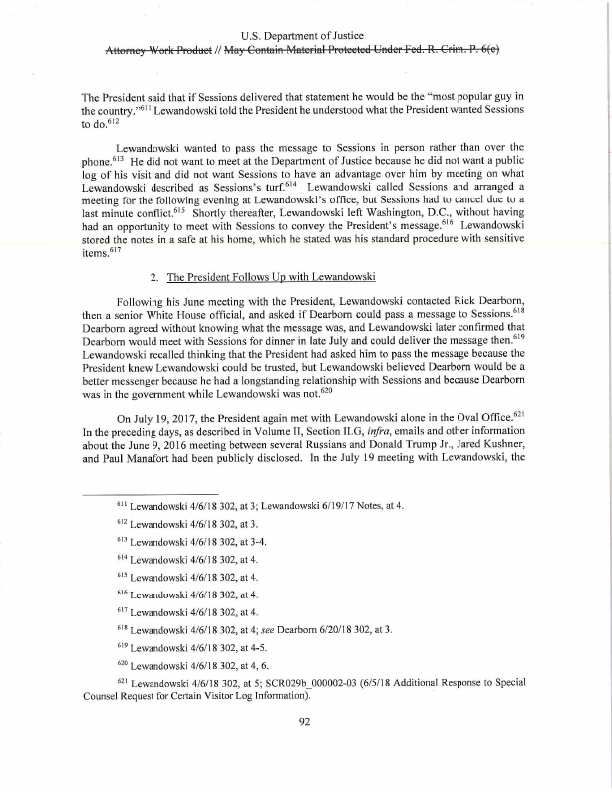 U.S. Department of Justice
Attorney Work Product // May Contain Material Protected Under Fed. R. Crim. P. 6(e)
The President said that if Sessions delivered that statement he would be the “most popular guy in
the country.”611 Lewandowski told the President he understood what the President wanted Sessions
to do.612
Lewandowski wanted to pass the message to Sessions in person rather than over the
phone.613 He did not want to meet at the Department of Justice because he did not want a public
log of his visit and did not want Sessions to have an advantage over him by meeting on what
Lewandowski described as Sessions’s turf.614 Lewandowski called Sessions and arranged a
meeting for the following evening at Lewandowski’s office, but Sessions had to cancel due to a
last minute conflict.615 Shortly thereafter, Lewandowski left Washington, D.C., without having
had an opportunity to meet with Sessions to convey the President’s message.616 Lewandowski
stored the notes in a safe at his home, which he stated was his standard procedure with sensitive
items.617
2. The President Follows Up with Lewandowski
Following his June meeting with the President, Lewandowski contacted Rick Dearborn,
then a senior White House official, and asked if Dearborn could pass a message to Sessions.618
Dearborn agreed without knowing what the message was, and Lewandowski later confirmed that
Dearborn would meet with Sessions for dinner in late July and could deliver the message then.619
Lewandowski recalled thinking that the President had asked him to pass the message because the
President knew Lewandowski could be trusted, but Lewandowski believed Dearborn would be a
better messenger because he had a longstanding relationship with Sessions and because Dearborn
was in the government while Lewandowski was not.620
On July 19, 2017, the President again met with Lewandowski alone in the Oval Office.621
In the preceding days, as described in Volume II, Section II.G, infra, emails and other information
about the June 9, 2016 meeting between several Russians and Donald Trump Jr., Jared Kushner,
and Paul Manafort had been publicly disclosed. In the July 19 meeting with Lewandowski, the
611 Lewandowski 4/6/18 302, at 3; Lewandowski 6/19/17 Notes, at 4.
612 Lewandowski 4/6/18 302, at 3.
613 Lewandowski 4/6/18 302, at 3-4.
614 Lewandowski 4/6/18 302, at 4.
615 Lewandowski 4/6/18 302, at 4.
616 Lewandowski 4/6/18 302, at 4.
617 Lewandowski 4/6/18 302, at 4.
618 Lewandowski 4/6/18 302, at 4; see Dearborn 6/20/18 302, at 3.
619 Lewandowski 4/6/18 302, at 4-5.
620 Lewandowski 4/6/18 302, at 4, 6.
621 Lewandowski 4/6/18 302, at 5; SCR029b_000002-03 (6/5/18 Additional Response to Special
Counsel Request for Certain Visitor Log Information).
92